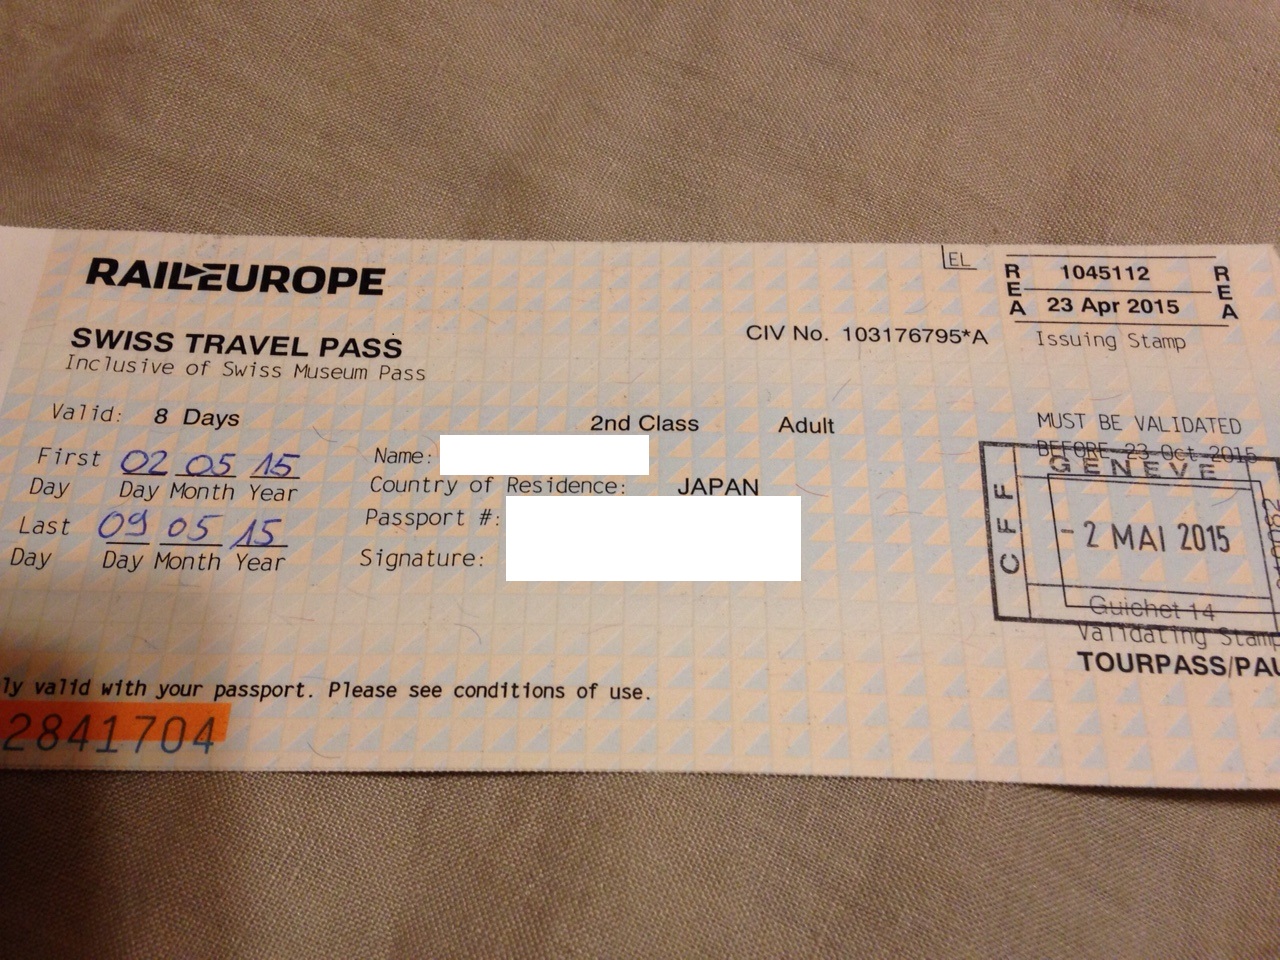 RAILEUROPE
EL
REA 1045112 REA
23 Apr 2015
Issuing Stamp
SWISS TRAVEL PASS
Inclusive of Swiss Museum Pass
CIV No. 103176795*A
Valid: 8 Days 2nd Class Adult
MUST BE VALIDATED
BEFORE 23 Oct 2015
First Day 02 05 15
Day Month Year
Name:
Country of Residence: JAPAN
Last Day 09 05 15
Day Month Year
Passport #:
Signature:
GENEVE
CFF
- 2 MAI 2015
Guichet 14
Validating Stamp
TOURPASS/PAU
ly valid with your passport. Please see conditions of use.
2841704